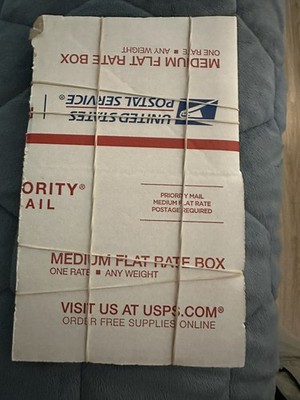 MEDIUM FLAT RATE BOX
ONE RATE ■ ANY WEIGHT
UNITED STATES
POSTAL SERVICE®
ORITY®
AIL
PRIORITY MAIL
MEDIUM FLAT RATE
POSTAGE REQUIRED
MEDIUM FLAT RATE BOX
ONE RATE ■ ANY WEIGHT
VISIT US AT USPS.COM®
ORDER FREE SUPPLIES ONLINE